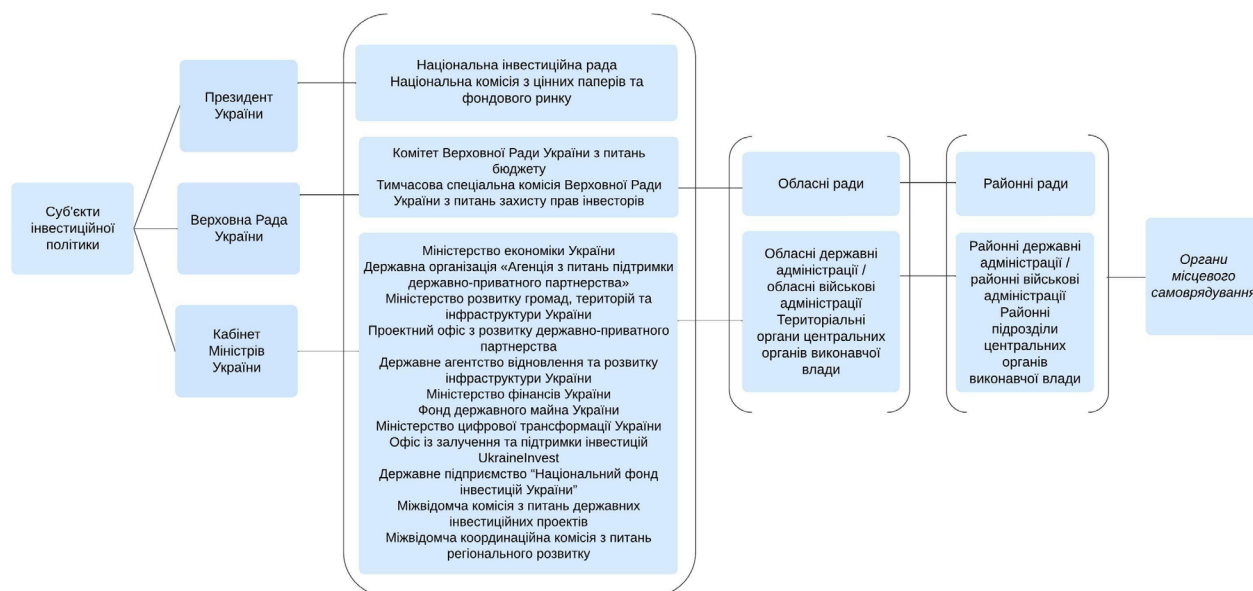 Суб'єкти
інвестиційної
політики
Президент
України
Верховна Рада
України
Кабінет
Міністрів
України
Національна інвестиційна рада
Національна комісія з цінних паперів та
фондового ринку
Комітет Верховної Ради України з питань
бюджету
Тимчасова спеціальна комісія Верховної Ради
України з питань захисту прав інвесторів
Міністерство економіки України
Державна організація «Агенція з питань підтримки
державно-приватного партнерства»
Міністерство розвитку громад, територій та
інфраструктури України
Проектний офіс з розвитку державно-приватного
партнерства
Державне агентство відновлення та розвитку
інфраструктури України
Міністерство фінансів України
Фонд державного майна України
Міністерство цифрової трансформації України
Офіс із залучення та підтримки інвестицій
UkraineInvest
Державне підприємство “Національний фонд
інвестицій України”
Міжвідомча комісія з питань державних
інвестиційних проектів
Міжвідомча координаційна комісія з питань
регіонального розвитку
Обласні ради
Обласні державні
адміністрації /
обласні військові
адміністрації
Територіальні
органи центральних
органів виконавчої
влади
Районні ради
Районні державні
адміністрації /
районні військові
адміністрації
Районні
підрозділи
центральних
органів
виконавчої влади
Органи
місцевого
самоврядування